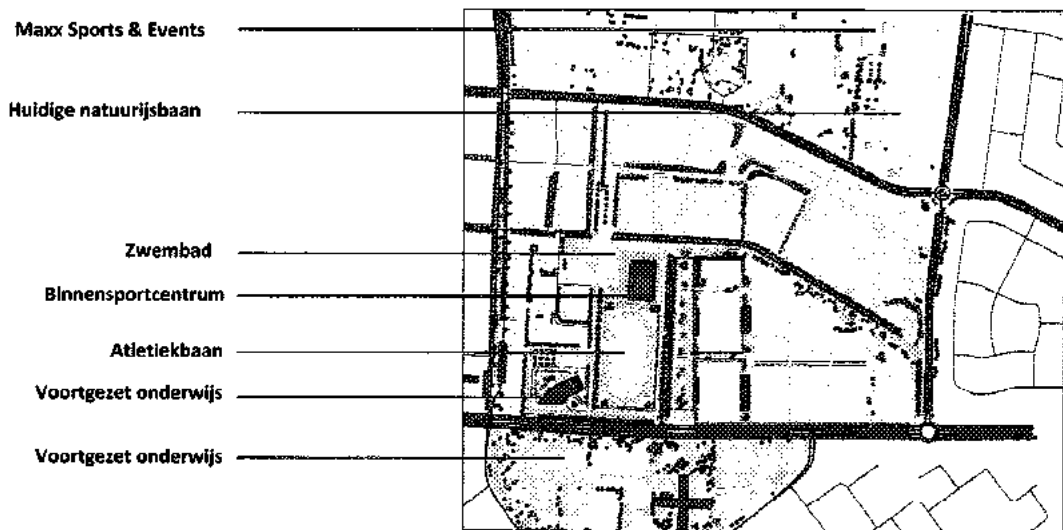 Maxx Sports & Events
Huidige natuurijsbaan
Zwembad
Binnensportcentrum
Atletiekbaan
Voortgezet onderwijs
Voortgezet onderwijs